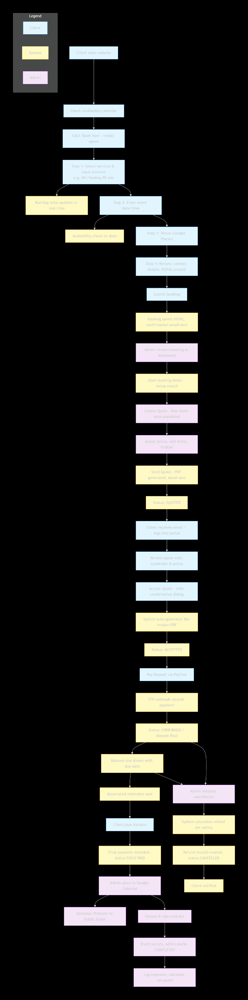 Legend
Client
System
Admin
Client visits website
Check availability calendar
Click 'Book Now' - modal
opens
Step 1: Select services &
input duration
e.g. MC/Hosting 95 min
Running total updates in
real-time
Step 2: Enter event
date/time
Availability check on date
Step 3: Venue (Google
Places)
Step 4: Review, contact
details, POPIA consent
Submit booking
Booking saved (NEW),
confirmation email sent
Admin reviews booking in
dashboard
Open booking detail -
venue match
Create Quote - line items
auto-populated
Adjust prices, add items,
finalise
Send Quote - PDF
generated, email sent
Status: QUOTED
Client receives email /
logs into portal
Review quote with
quantities & prices
Accept Quote - with
confirmation dialog
System auto-generates Tax
Invoice PDF
Status: ACCEPTED
Pay Deposit via PayFast
ITN webhook records
payment
Status: CONFIRMED /
Deposit Paid
Balance due shown with
due date
Automated reminders sent
Admin initiates
cancellation
Client pays balance
System calculates refund
per policy
Final payment recorded,
status FULLY PAID
Refund record created,
status CANCELLED
Admin syncs to Google
Calendar
Client notified
Optional: Promote to
Public Event
Upload & sign contract
Event occurs, admin marks
COMPLETED
Log expenses, calculate
net profit